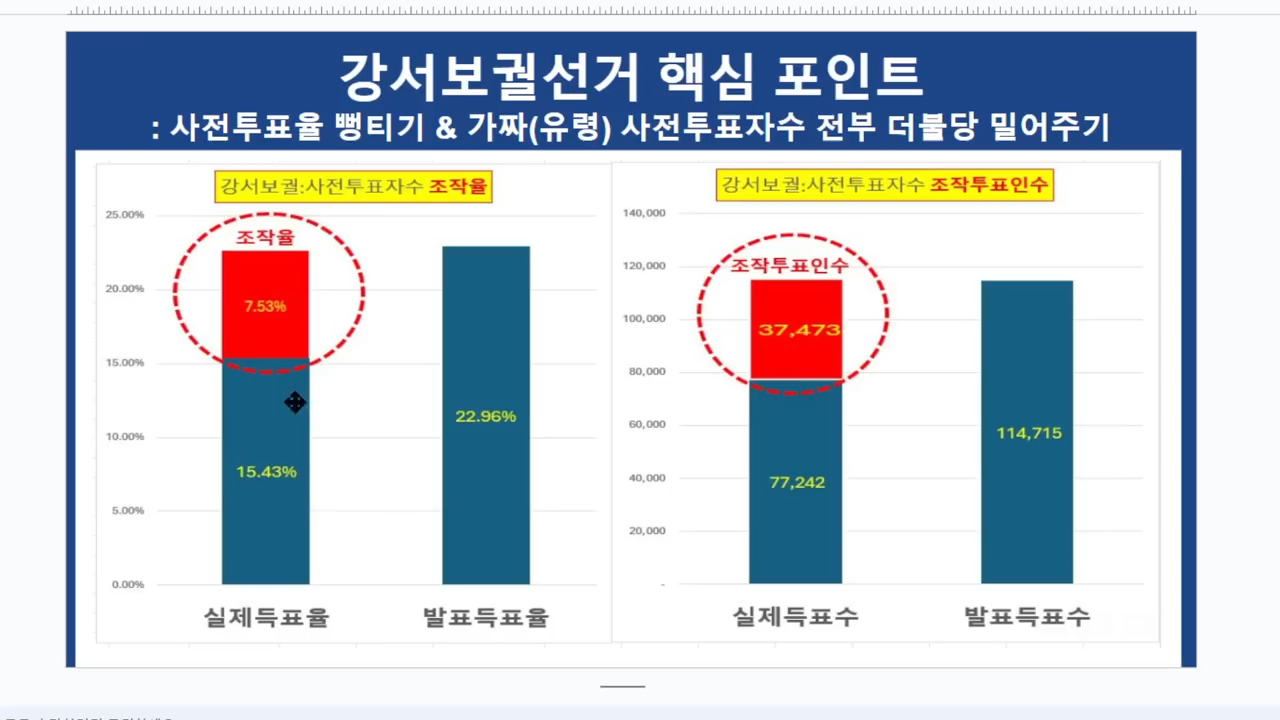 강서보궐선거 핵심 포인트
: 사전투표율 뻥티기 & 가짜(유령) 사전투표자수 전부 더불당 밀어주기
강서보궐:사전투표자수 조작율
25.00%
20.00%
15.00%
10.00%
5.00%
0.00%
조작율
7.53%
15.43%
22.96%
실제득표율
발표득표율
강서보궐:사전투표자수 조작투표인수
140,000
120,000
100,000
80,000
60,000
40,000
20,000
-
조작투표인수
37,473
77,242
114,715
실제득표수
발표득표수